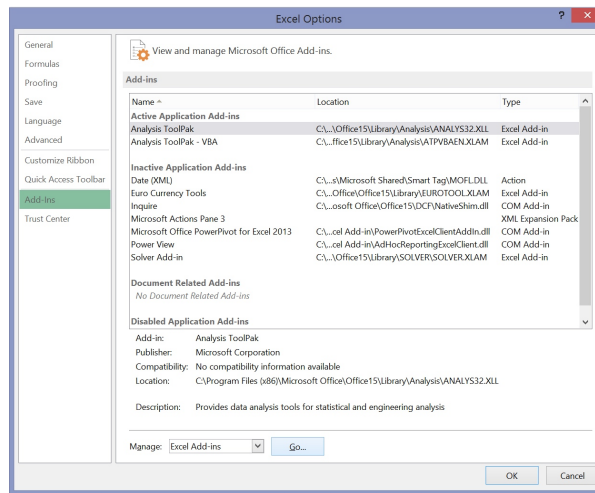 Excel Options
?
×
General
Formulas
Proofing
Save
Language
Advanced
Customize Ribbon
Quick Access Toolbar
Add-Ins
Trust Center
View and manage Microsoft Office Add-ins.
Add-ins
Name Location Type
Active Application Add-ins
Analysis ToolPak C:\...\Office15\Library\Analysis\ANALYS32.XLL Excel Add-in
Analysis ToolPak - VBA C:\...ffice15\Library\Analysis\ATPVBAEN.XLAM Excel Add-in
Inactive Application Add-ins
Date (XML) C:\...s\Microsoft Shared\Smart Tag\MOFL.DLL Action
Euro Currency Tools C:\...Office\Office15\Library\EUROTOOL.XLAM Excel Add-in
Inquire C:\...osoft Office\Office15\DCF\NativeShim.dll COM Add-in
Microsoft Actions Pane 3 XML Expansion Pack
Microsoft Office PowerPivot for Excel 2013 C:\...cel Add-in\PowerPivotExcelClientAddIn.dll COM Add-in
Power View C:\...cel Add-in\AdHocReportingExcelClient.dll COM Add-in
Solver Add-in C:\...\Office15\Library\SOLVER\SOLVER.XLAM Excel Add-in
Document Related Add-ins
No Document Related Add-ins
Disabled Application Add-ins
Add-in: Analysis ToolPak
Publisher: Microsoft Corporation
Compatibility: No compatibility information available
Location: C:\Program Files (x86)\Microsoft Office\Office15\Library\Analysis\ANALYS32.XLL
Description: Provides data analysis tools for statistical and engineering analysis
Manage: Excel Add-ins Go...
OK Cancel